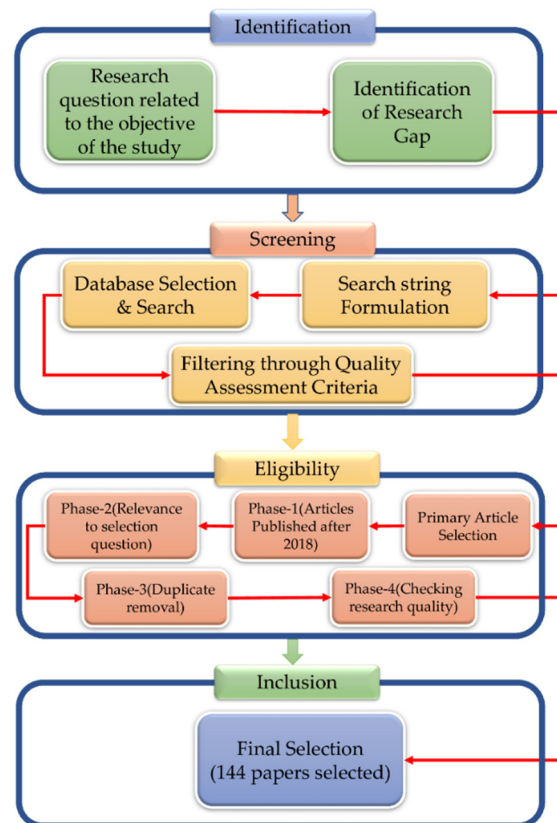 Identification
Research
question related
to the objective
of the study
Identification
of Research
Gap
Screening
Database Selection
& Search
Search string
Formulation
Filtering through Quality
Assessment Criteria
Eligibility
Phase-2(Relevance
to selection
question)
Phase-1(Articles
Published after
2018)
Primary Article
Selection
Phase-3(Duplicate
removal)
Phase-4(Checking
research quality)
Inclusion
Final Selection
(144 papers selected)